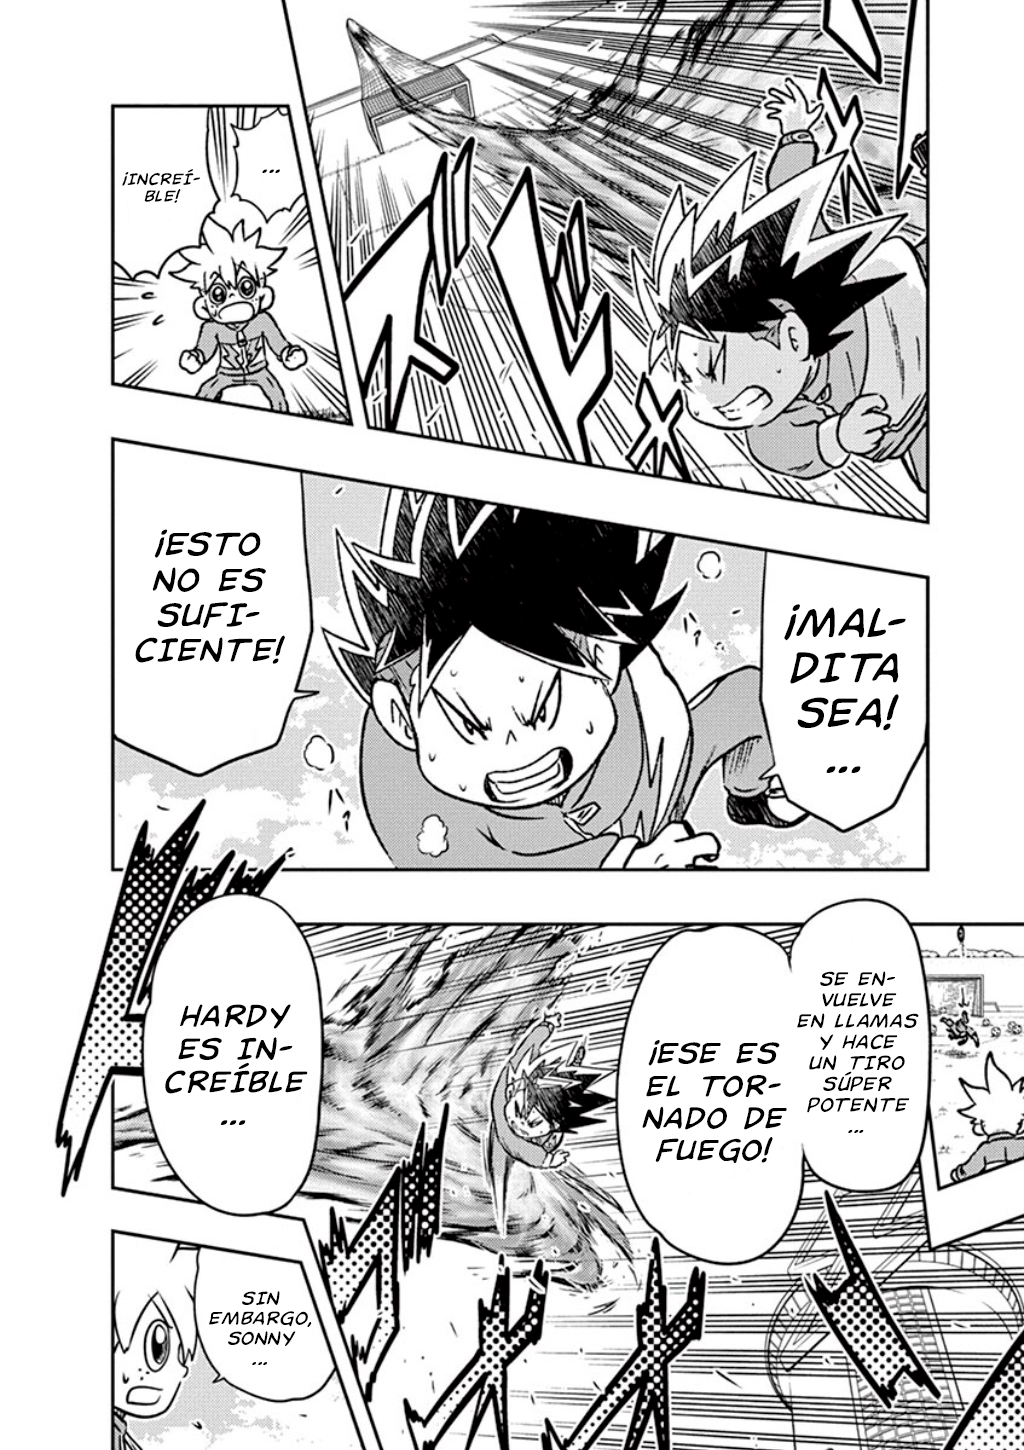 ...
¡INCREÍ-
BLE!
¡MAL-
DITA
SEA!
...
¡ESTO
NO ES
SUFI-
CIENTE!
SE EN-
VUELVE
EN LLAMAS
Y HACE
UN TIRO
SÚPER
POTENTE
...
¡ESE ES
EL TOR-
NADO DE
FUEGO!
HARDY
ES IN-
CREÍBLE
...
SIN
EMBARGO,
SONNY
...